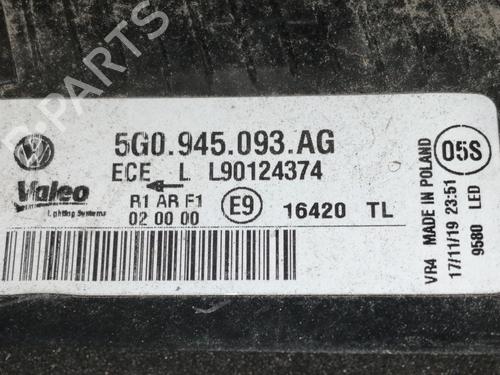 B-PARTS
5G0.945.093.AG
ECE L L90124374
Valeo
Lighting Systems
R1 AR F1
02 00 00
E9
16420 TL
05S
VR4 MADE IN POLAND
17/11/19 23:51
9580 LED